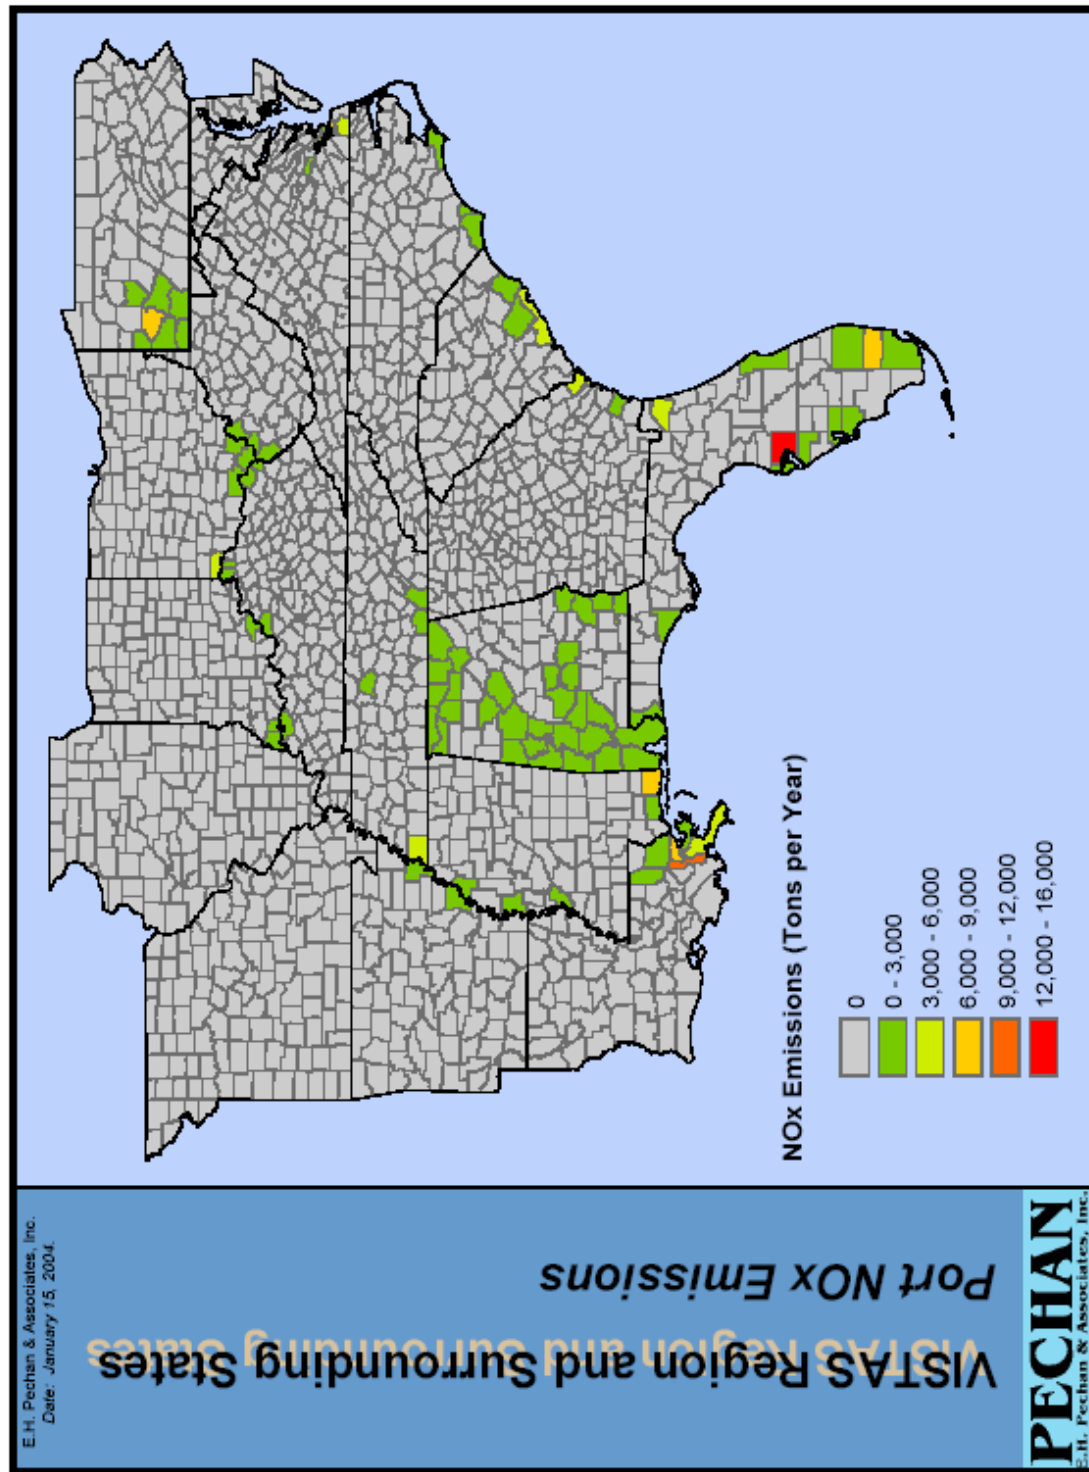 E.H. Pechan & Associates, Inc.
Date: January 15, 2004.
VISTAS Region and Surrounding States
Port NOx Emissions
PECHAN
E.H. Pechan & Associates, Inc.
NOx Emissions (Tons per Year)
0
0 - 3,000
3,000 - 6,000
6,000 - 9,000
9,000 - 12,000
12,000 - 16,000